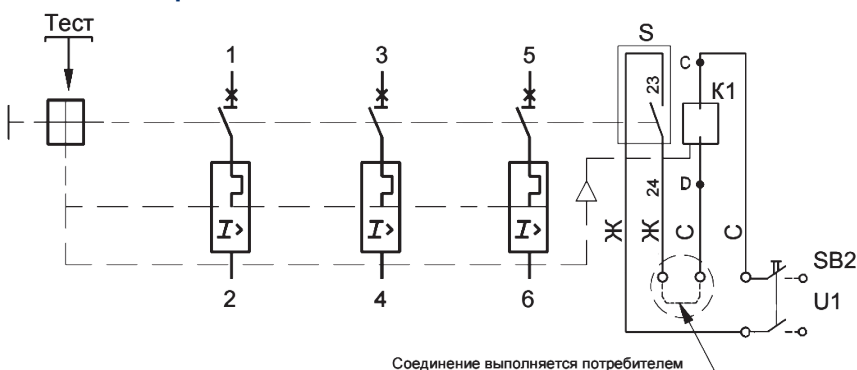 Тест
1 3 5
S
C
K1
23
24
D
I> I> I>
Ж Ж С С
SB2
U1
2 4 6
Соединение выполняется потребителем